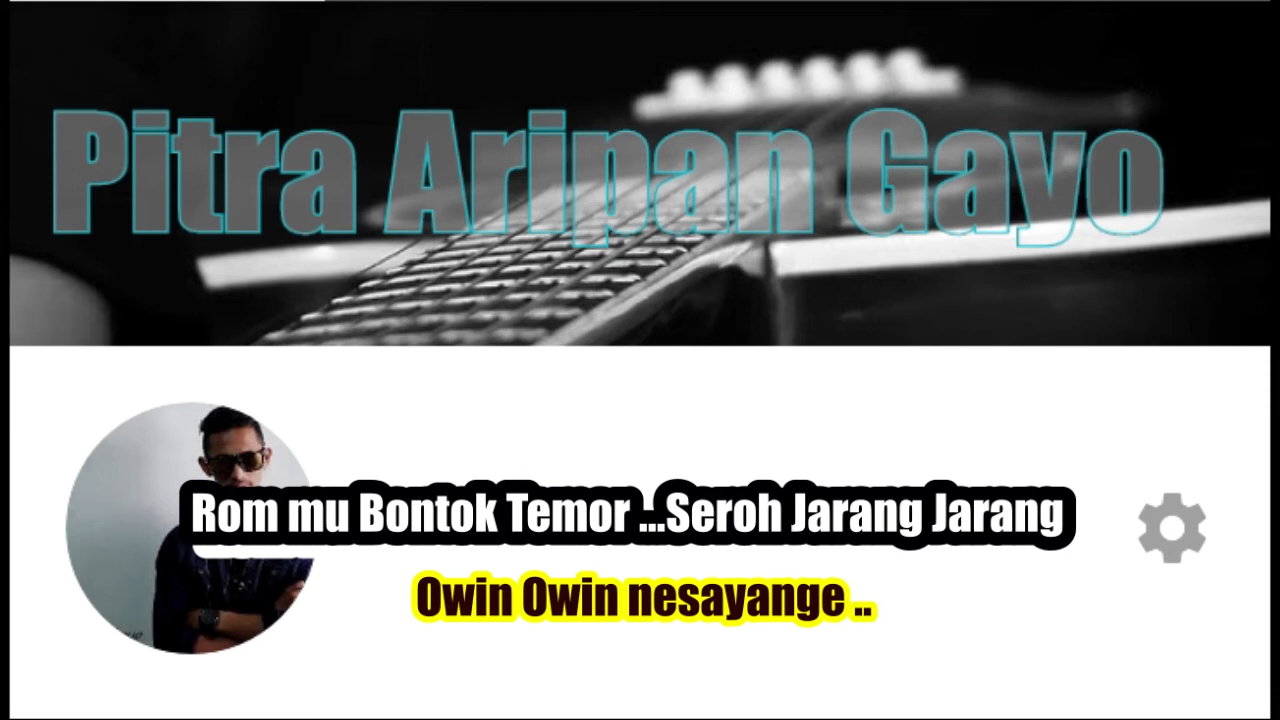 Pitra Aripan Gayo
Rom mu Bontok Temor ...Seroh Jarang Jarang
Owin Owin nesayange ..